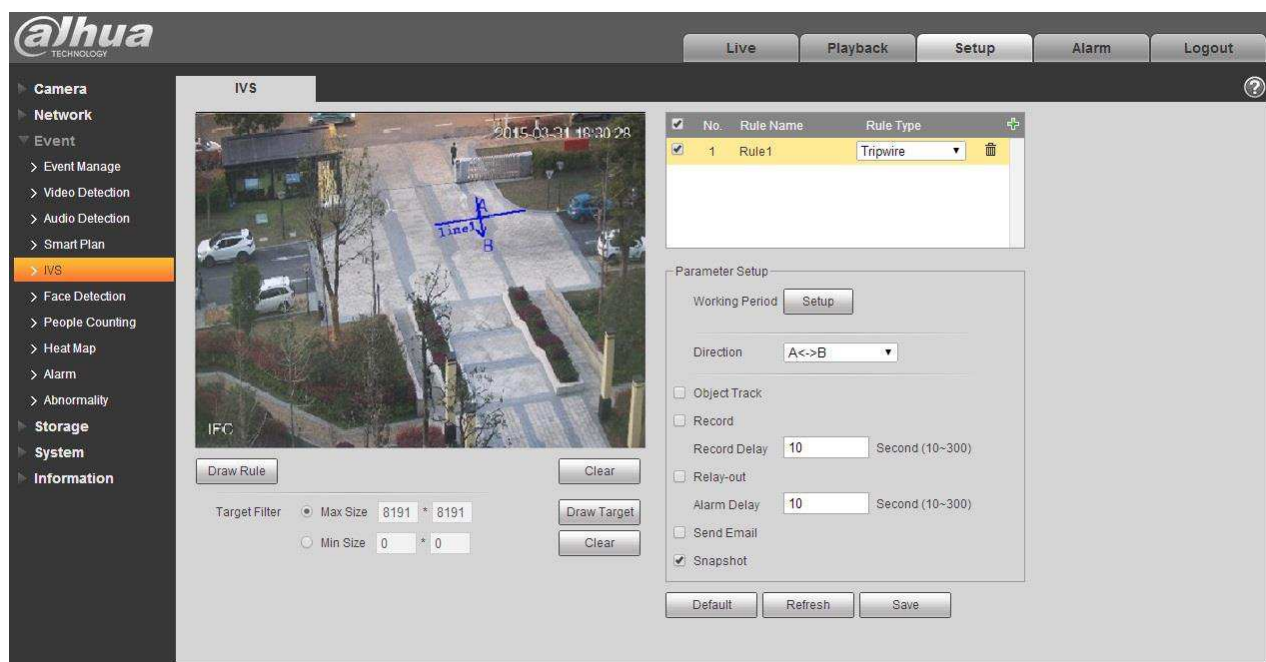 alhua
TECHNOLOGY
Live Playback Setup Alarm Logout
Camera
Network
Event
Event Manage
Video Detection
Audio Detection
Smart Plan
IVS
Face Detection
People Counting
Heat Map
Alarm
Abnormality
Storage
System
Information
IVS
2015-03-31 18:30:28
A
line1
B
IPC
Draw Rule Clear
Target Filter Max Size 8191 * 8191 Draw Target
Min Size 0 * 0 Clear
No. Rule Name Rule Type
1 Rule1 Tripwire
Parameter Setup
Working Period Setup
Direction A<->B
Object Track
Record
Record Delay 10 Second (10~300)
Relay-out
Alarm Delay 10 Second (10~300)
Send Email
Snapshot
Default Refresh Save